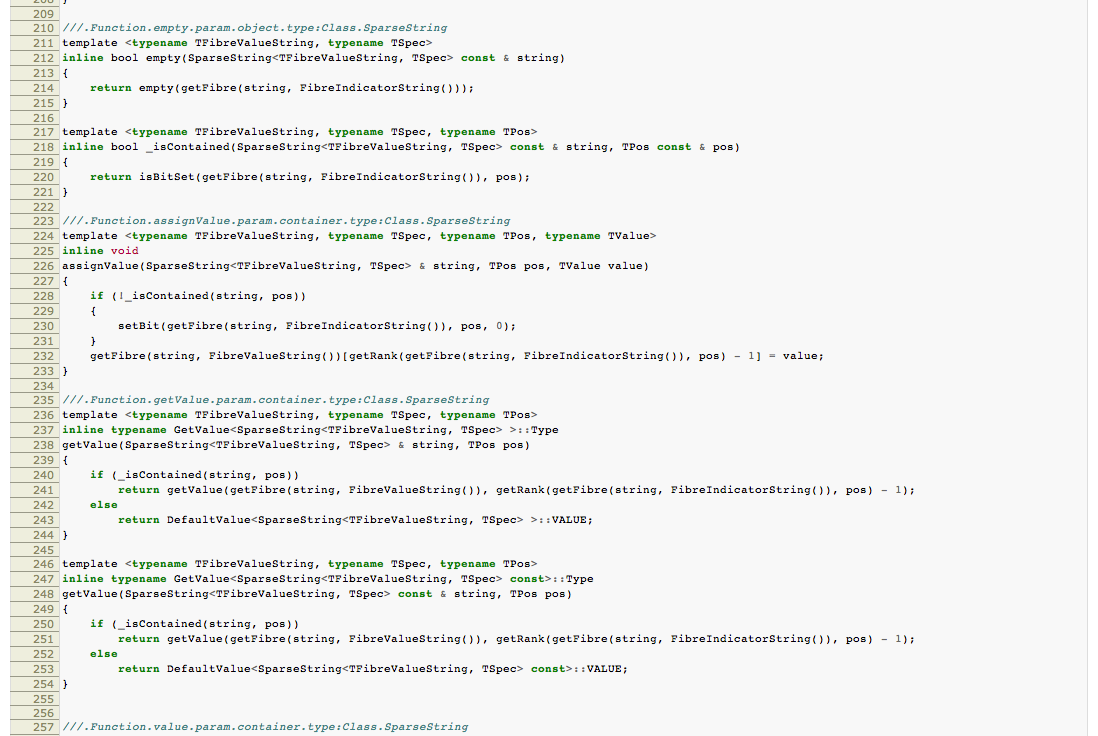 208 }
209
210 ///.Function.empty.param.object.type:Class.SparseString
211 template <typename TFibreValueString, typename TSpec>
212 inline bool empty(SparseString<TFibreValueString, TSpec> const & string)
213 {
214     return empty(getFibre(string, FibreIndicatorString()));
215 }
216
217 template <typename TFibreValueString, typename TSpec, typename TPos>
218 inline bool _isContained(SparseString<TFibreValueString, TSpec> const & string, TPos const & pos)
219 {
220     return isBitSet(getFibre(string, FibreIndicatorString()), pos);
221 }
222
223 ///.Function.assignValue.param.container.type:Class.SparseString
224 template <typename TFibreValueString, typename TSpec, typename TPos, typename TValue>
225 inline void
226 assignValue(SparseString<TFibreValueString, TSpec> & string, TPos pos, TValue value)
227 {
228     if (!_isContained(string, pos))
229     {
230         setBit(getFibre(string, FibreIndicatorString()), pos, 0);
231     }
232     getFibre(string, FibreValueString())[getRank(getFibre(string, FibreIndicatorString()), pos) - 1] = value;
233 }
234
235 ///.Function.getValue.param.container.type:Class.SparseString
236 template <typename TFibreValueString, typename TSpec, typename TPos>
237 inline typename GetValue<SparseString<TFibreValueString, TSpec> >::Type
238 getValue(SparseString<TFibreValueString, TSpec> & string, TPos pos)
239 {
240     if (_isContained(string, pos))
241         return getValue(getFibre(string, FibreValueString()), getRank(getFibre(string, FibreIndicatorString()), pos) - 1);
242     else
243         return DefaultValue<SparseString<TFibreValueString, TSpec> >::VALUE;
244 }
245
246 template <typename TFibreValueString, typename TSpec, typename TPos>
247 inline typename GetValue<SparseString<TFibreValueString, TSpec> const>::Type
248 getValue(SparseString<TFibreValueString, TSpec> const & string, TPos pos)
249 {
250     if (_isContained(string, pos))
251         return getValue(getFibre(string, FibreValueString()), getRank(getFibre(string, FibreIndicatorString()), pos) - 1);
252     else
253         return DefaultValue<SparseString<TFibreValueString, TSpec> const>::VALUE;
254 }
255
256
257 ///.Function.value.param.container.type:Class.SparseString